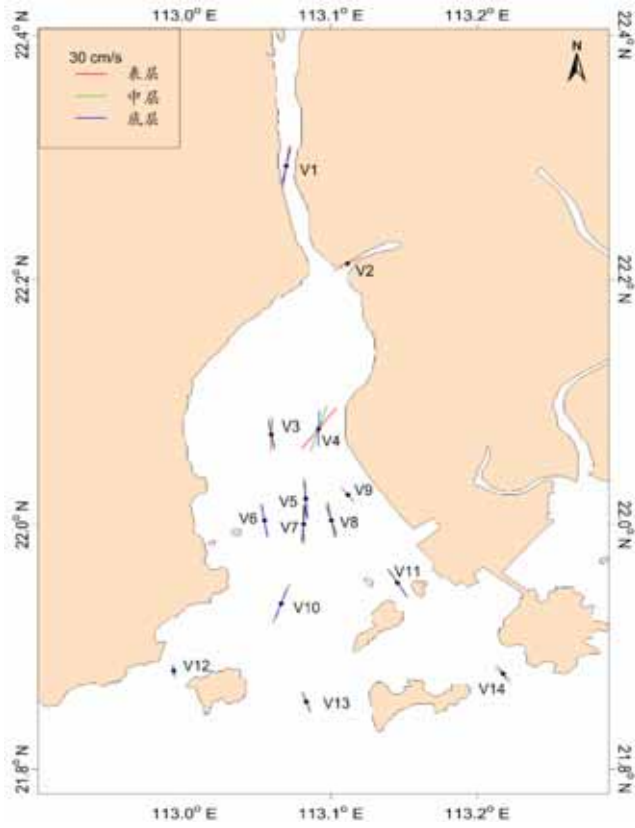 113.0° E 113.1° E 113.2° E
22.4° N 22.4° N
30 cm/s
表层
中层
底层
N
V1
V2
22.2° N 22.2° N
V3
V4
V9
V5
V6
V7
V8
22.0° N 22.0° N
V11
V10
V12
V14
V13
21.8° N 21.8° N
113.0° E 113.1° E 113.2° E